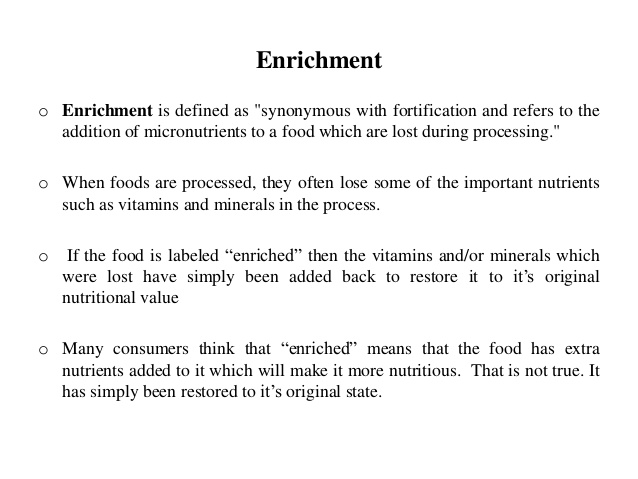 Enrichment
o Enrichment is defined as "synonymous with fortification and refers to the
addition of micronutrients to a food which are lost during processing."
o When foods are processed, they often lose some of the important nutrients
such as vitamins and minerals in the process.
o If the food is labeled “enriched” then the vitamins and/or minerals which
were lost have simply been added back to restore it to it’s original
nutritional value
o Many consumers think that “enriched” means that the food has extra
nutrients added to it which will make it more nutritious. That is not true. It
has simply been restored to it’s original state.